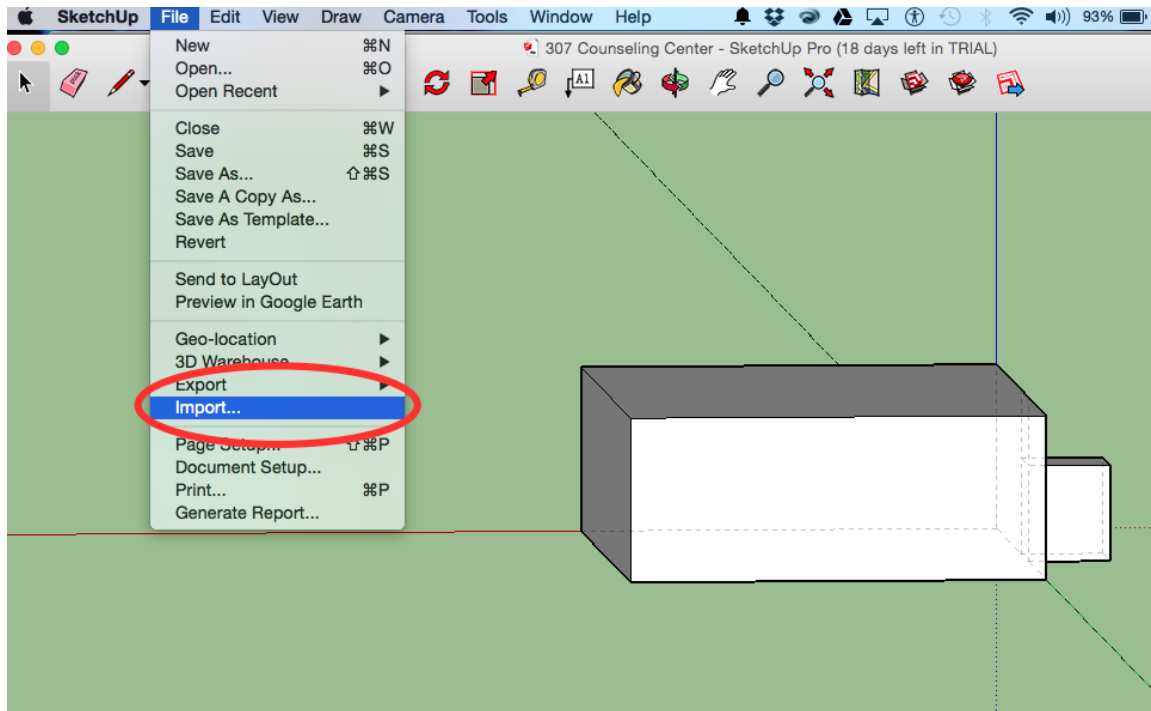 SketchUp File Edit View Draw Camera Tools Window Help 93%
307 Counseling Center - SketchUp Pro (18 days left in TRIAL)
A1
New ⌘N
Open... ⌘O
Open Recent ▶
Close ⌘W
Save ⌘S
Save As... ⇧⌘S
Save A Copy As...
Save As Template...
Revert
Send to LayOut
Preview in Google Earth
Geo-location ▶
3D Warehouse ▶
Export ▶
Import...
Page Setup... ⇧⌘P
Document Setup...
Print... ⌘P
Generate Report...